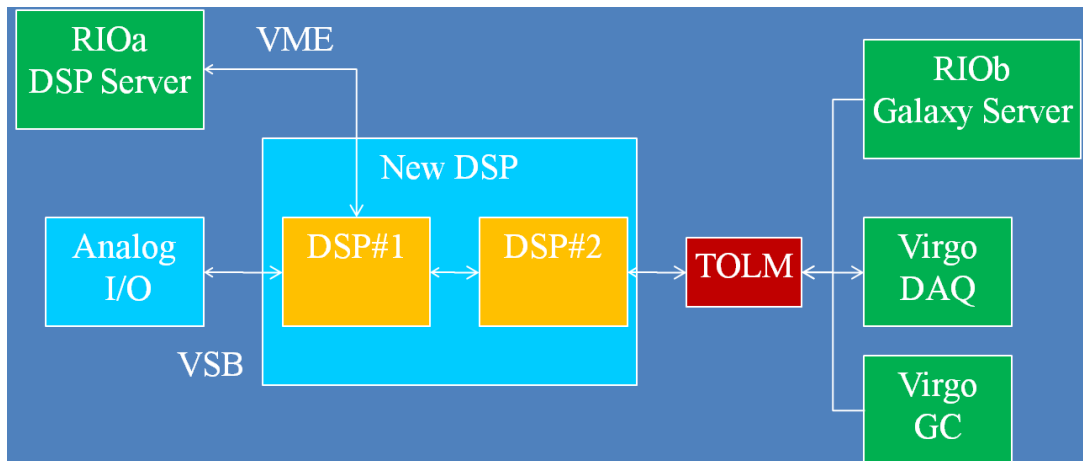 RIOa
DSP Server
VME
RIOb
Galaxy Server
New DSP
Analog
I/O
DSP#1
DSP#2
TOLM
Virgo
DAQ
VSB
Virgo
GC